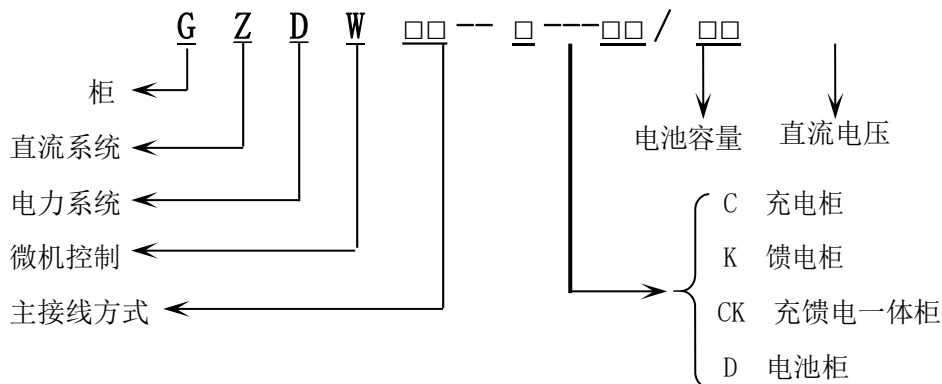 G Z D W □□-- □---□□/ □□
柜
直流系统
电力系统
微机控制
主接线方式
电池容量 直流电压
C 充电柜
K 馈电柜
CK 充馈电一体柜
D 电池柜